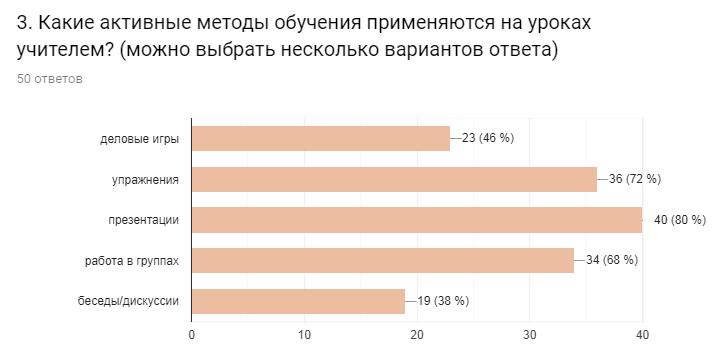 3. Какие активные методы обучения применяются на уроках
учителем? (можно выбрать несколько вариантов ответа)
50 ответов
деловые игры
23 (46 %)
упражнения
36 (72 %)
презентации
40 (80 %)
работа в группах
34 (68 %)
беседы/дискуссии
19 (38 %)
0
10
20
30
40